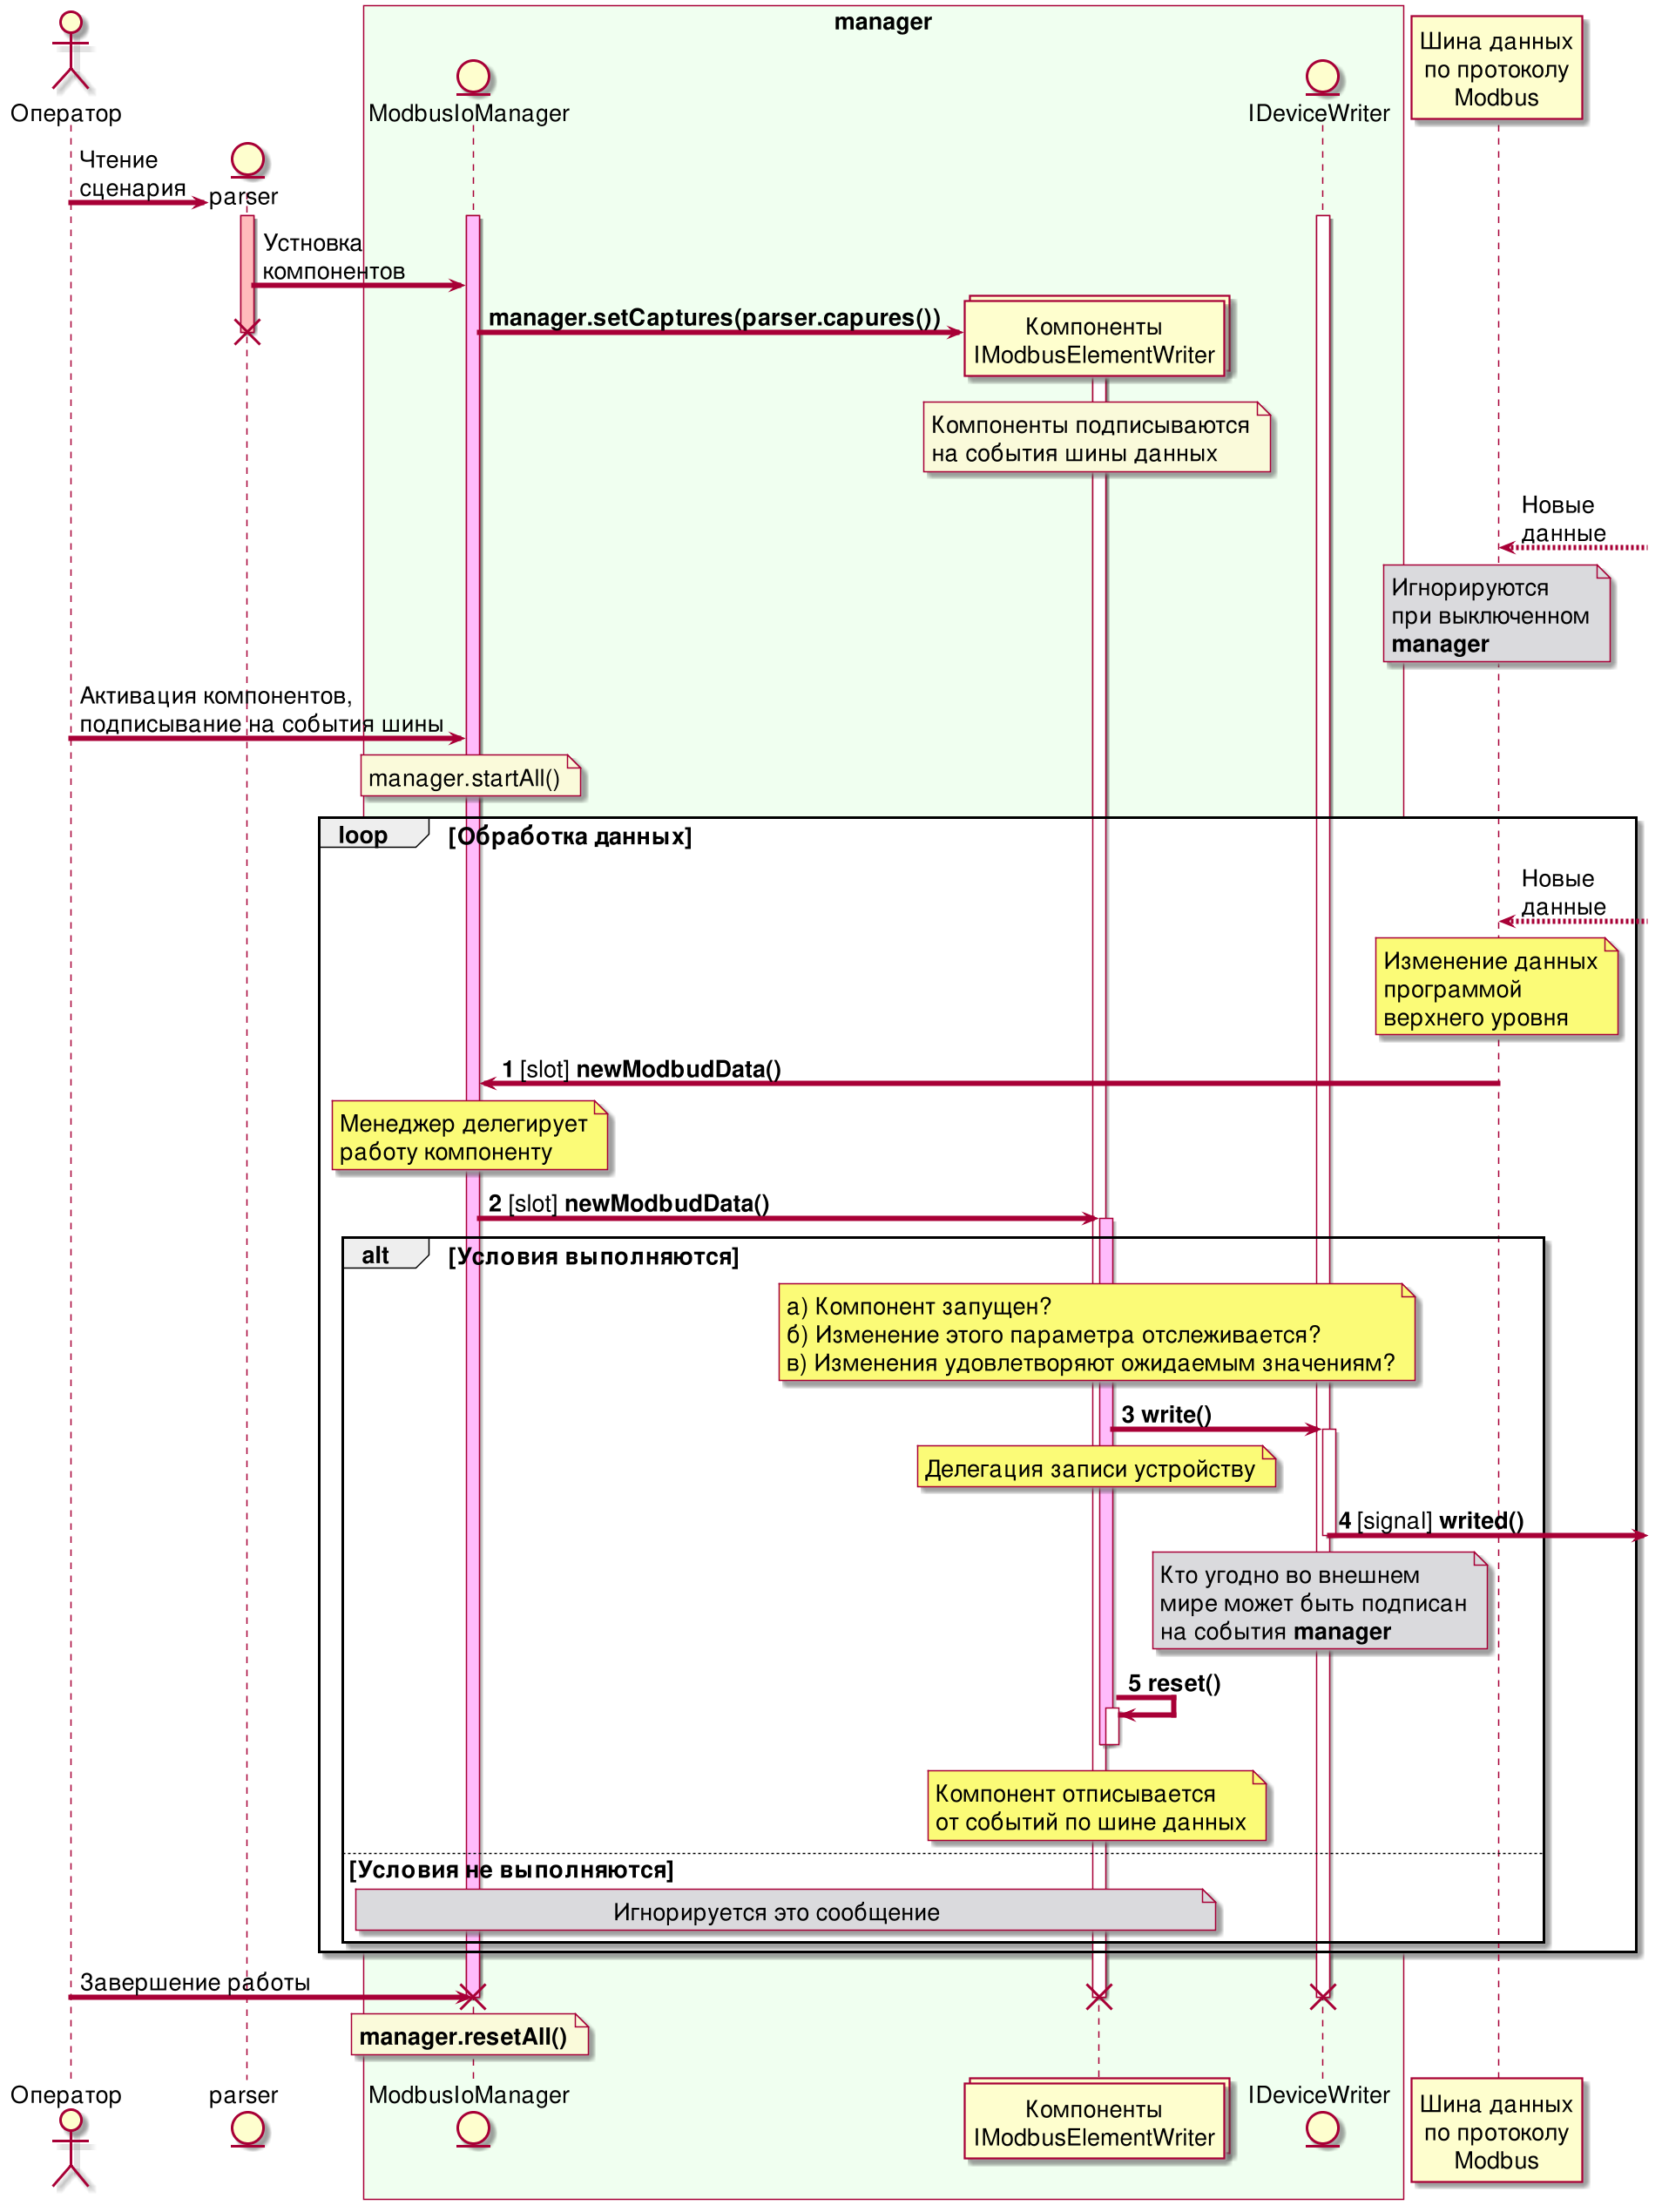 manager
Оператор
ModbusIoManager
IDeviceWriter
Шина данных
по протоколу
Modbus
Чтение
сценария
parser
Устновка
компонентов
manager.setCaptures(parser.capures())
Компоненты
IModbusElementWriter
Компоненты подписываются
на события шины данных
Новые
данные
Игнорируются
при выключенном
manager
Активация компонентов,
подписывание на события шины
manager.startAll()
loop [Обработка данных]
Новые
данные
Изменение данных
программой
верхнего уровня
1 [slot] newModbudData()
Менеджер делегирует
работу компоненту
2 [slot] newModbudData()
alt [Условия выполняются]
а) Компонент запущен?
б) Изменение этого параметра отслеживается?
в) Изменения удовлетворяют ожидаемым значениям?
3 write()
Делегация записи устройству
4 [signal] writed()
Кто угодно во внешнем
мире может быть подписан
на события manager
5 reset()
Компонент отписывается
от событий по шине данных
[Условия не выполняются]
Игнорируется это сообщение
Завершение работы
manager.resetAll()
Оператор
parser
ModbusIoManager
Компоненты
IModbusElementWriter
IDeviceWriter
Шина данных
по протоколу
Modbus